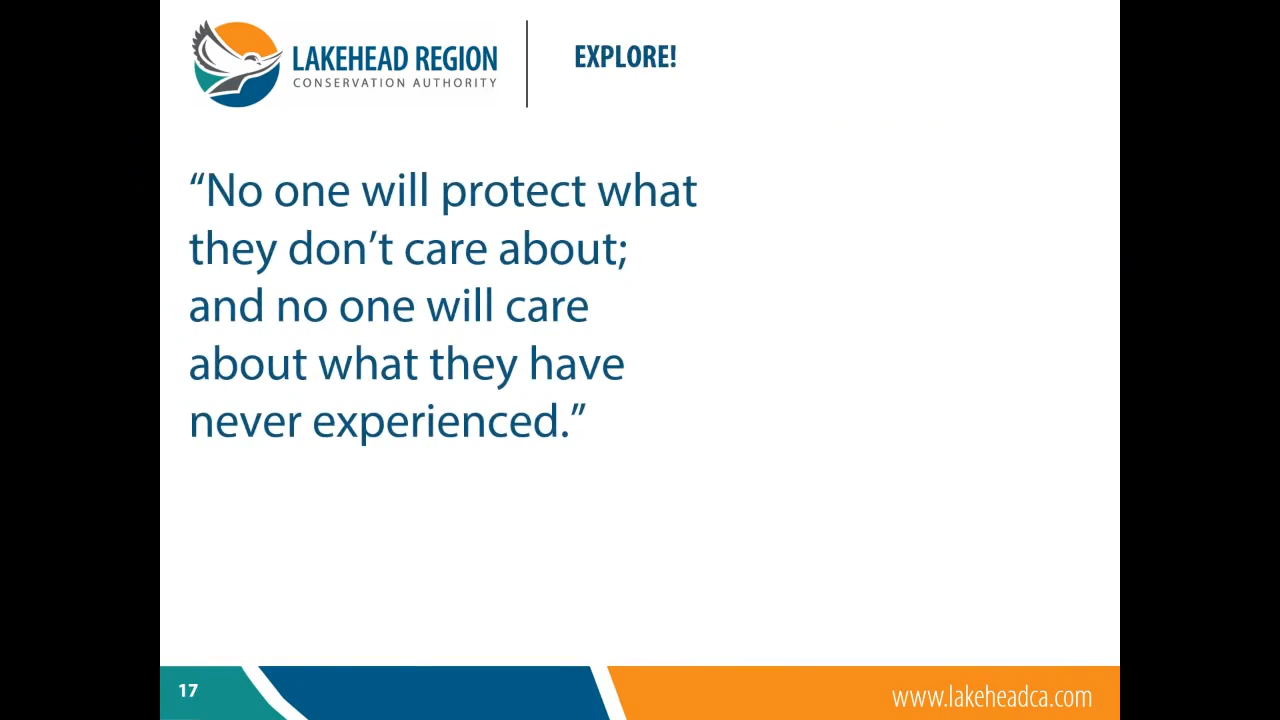 LAKEHEAD REGION
CONSERVATION AUTHORITY
EXPLORE!
“No one will protect what
they don’t care about;
and no one will care
about what they have
never experienced.”
17
www.lakeheadca.com